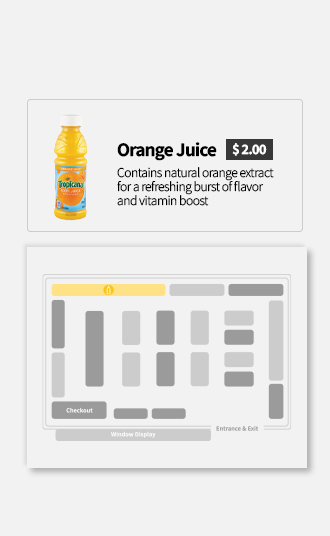 Orange Juice $ 2.00
Contains natural orange extract
for a refreshing burst of flavor
and vitamin boost
Tropicana
Checkout
Entrance & Exit
Window Display